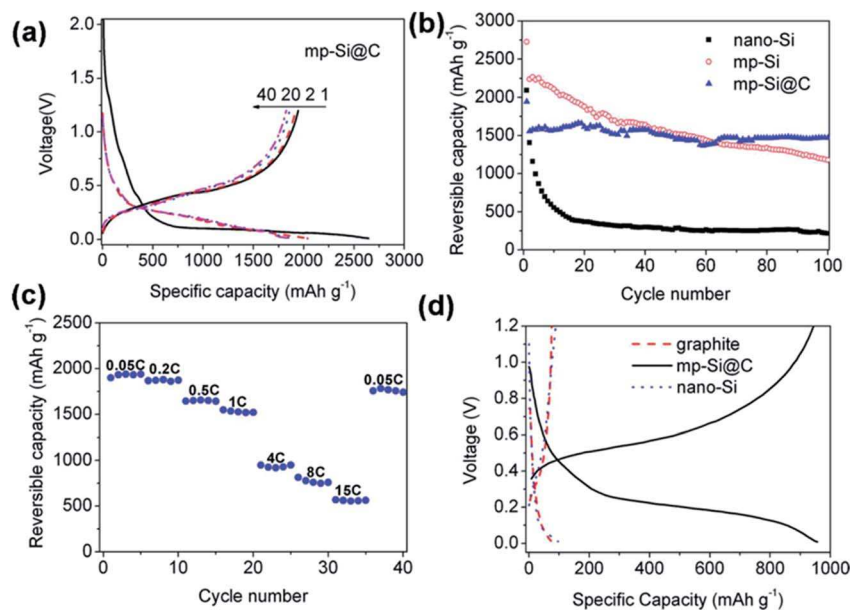 (a)
mp-Si@C
40 20 2 1
Voltage(V)
2.0
1.5
1.0
0.5
0.0
0 500 1000 1500 2000 2500 3000
Specific capacity (mAh g⁻¹)
(b)
Reversible capacity (mAh g⁻¹)
3000
2500
2000
1500
1000
500
0
nano-Si
mp-Si
mp-Si@C
0 20 40 60 80 100
Cycle number
(c)
Reversible capacity (mAh g⁻¹)
2500
2000
1500
1000
500
0
0.05C
0.2C
0.5C
1C
4C
8C
15C
0.05C
0 10 20 30 40
Cycle number
(d)
Voltage (V)
1.2
1.0
0.8
0.6
0.4
0.2
0.0
graphite
mp-Si@C
nano-Si
0 200 400 600 800 1000
Specific Capacity (mAh g⁻¹)